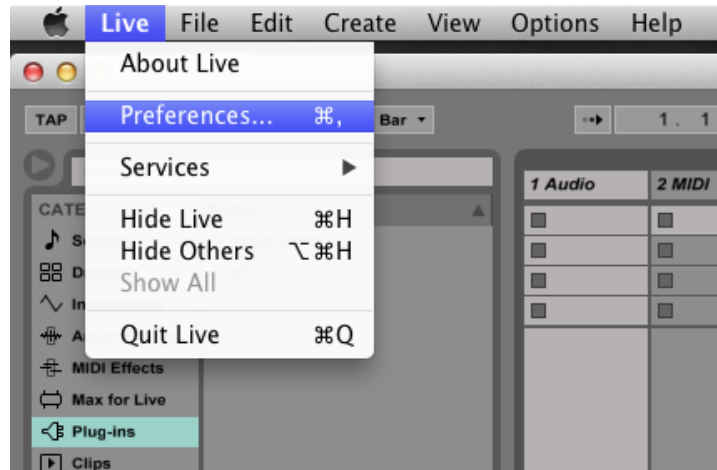 Live File Edit Create View Options Help
About Live
Preferences... ⌘,
Services
Hide Live ⌘H
Hide Others ⌥⌘H
Show All
Quit Live ⌘Q
TAP
Bar
1. 1
1 Audio
2 MIDI
MIDI Effects
Max for Live
Plug-ins
Clips